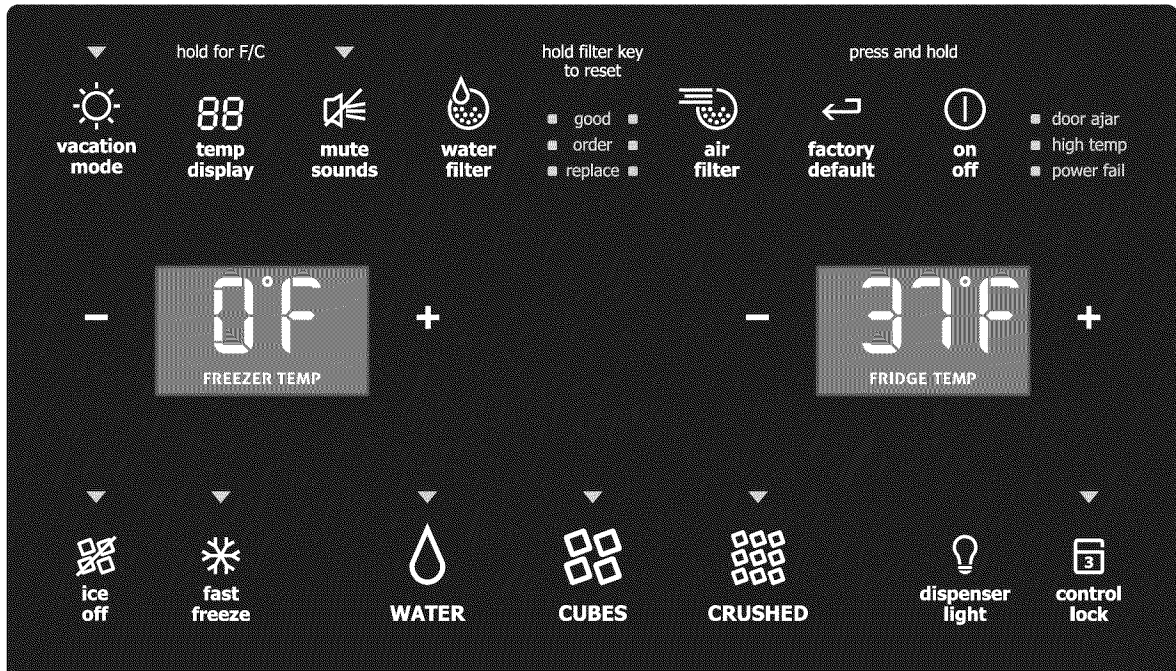 hold for F/C
hold filter key
to reset
press and hold
88
vacation
mode
temp
display
mute
sounds
water
filter
good
order
replace
air
filter
factory
default
on
off
door ajar
high temp
power fail
−
0°F
FREEZER TEMP
+
−
37°F
FRIDGE TEMP
+
ice
off
fast
freeze
WATER
CUBES
CRUSHED
dispenser
light
3
control
lock